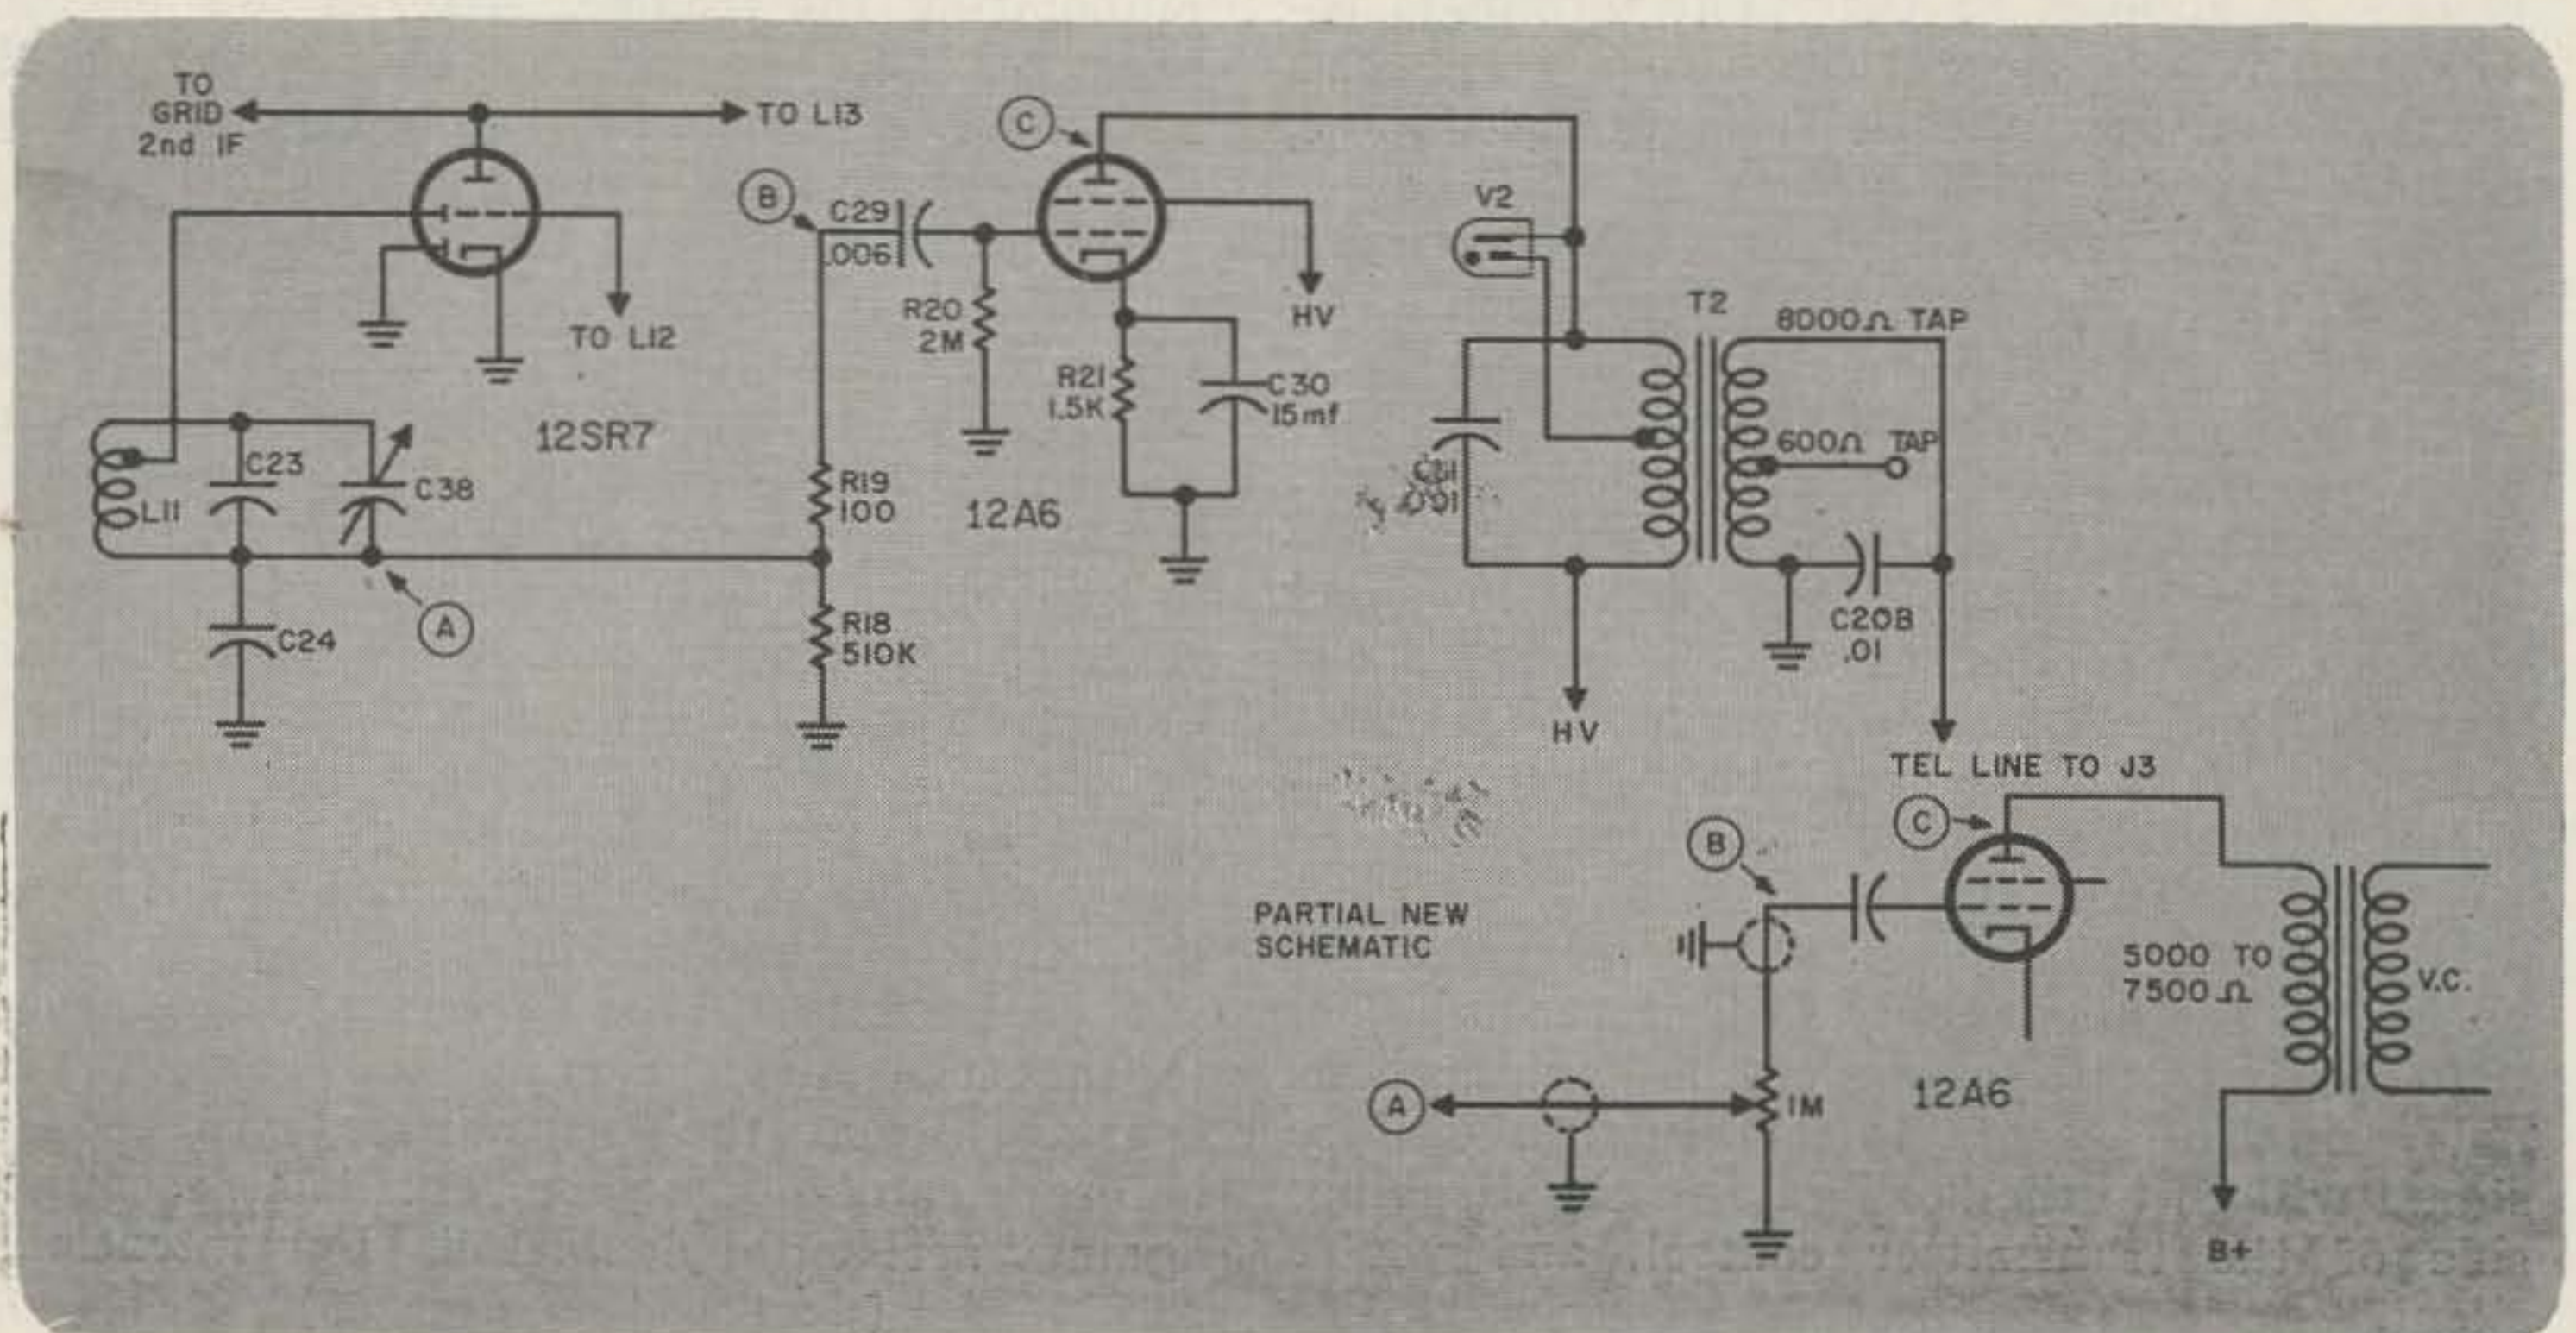 TO
GRID
2nd IF
TO L13
C
B
C29
.006
V2
R20
2M
HV
T2
8000Ω TAP
TO L12
R21
1.5K
C30
15mf
12SR7
600Ω TAP
C23
L11
C38
R19
100
12A6
.001
A
C24
R18
510K
C20B
.01
HV
TEL LINE TO J3
C
B
PARTIAL NEW
SCHEMATIC
5000 TO
7500Ω
V.C.
A
1M
12A6
B+